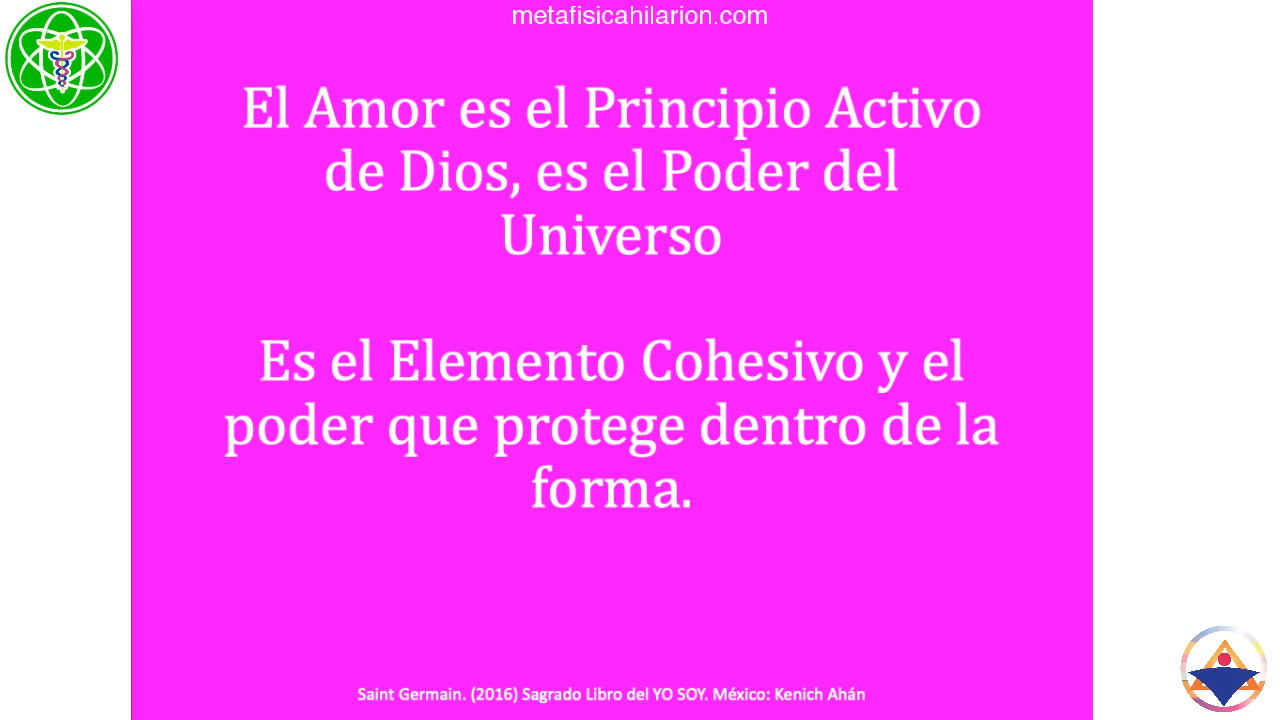 metafisicahilarion.com
El Amor es el Principio Activo
de Dios, es el Poder del
Universo
Es el Elemento Cohesivo y el
poder que protege dentro de la
forma.
Saint Germain. (2016) Sagrado Libro del YO SOY. México: Kenich Ahán